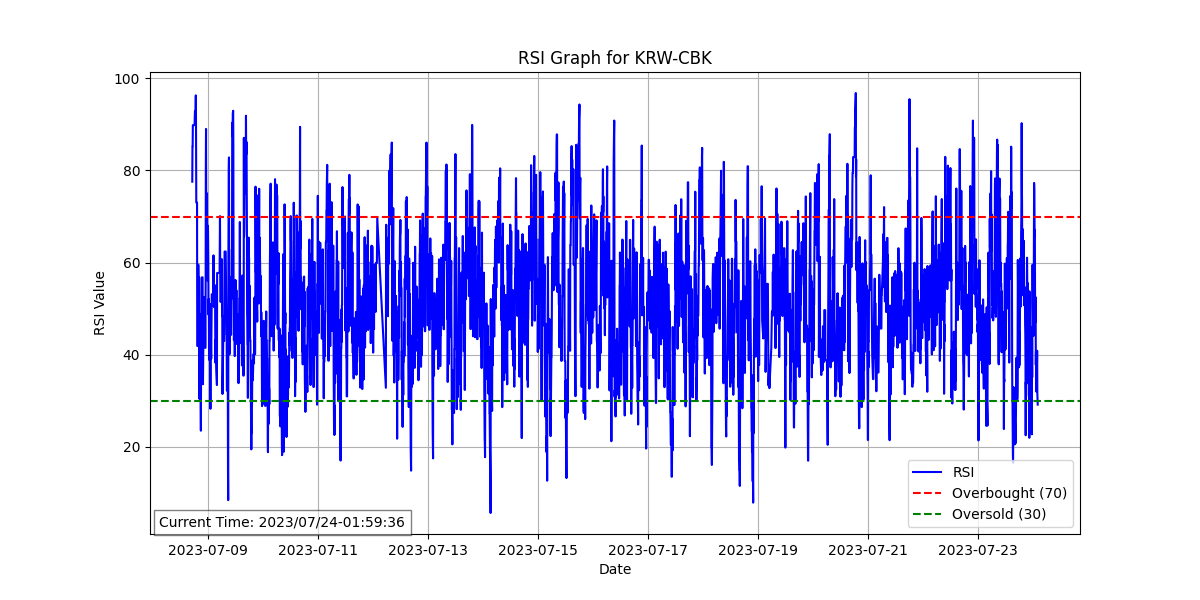 RSI Graph for KRW-CBK
100
80
60
40
20
RSI Value
RSI
Overbought (70)
Oversold (30)
Current Time: 2023/07/24-01:59:36
2023-07-09 2023-07-11 2023-07-13 2023-07-15 2023-07-17 2023-07-19 2023-07-21 2023-07-23
Date